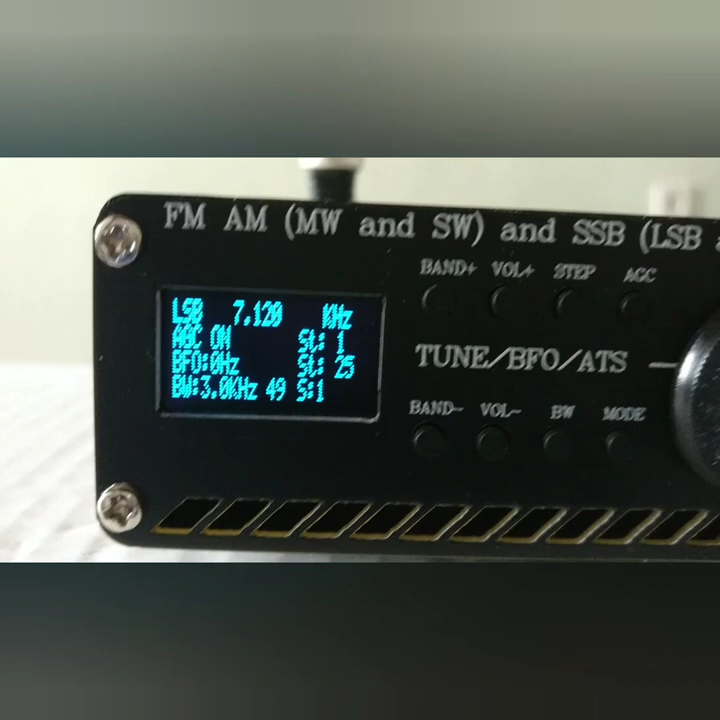 FM AM (MW and SW) and SSB (LSB
BAND+ VOL+ STEP AGC
LSB 7,120 KHz
AGC ON St: 1
BFO:0Hz St: 25
BW:3.0KHz 49 S:1
TUNE/BFO/ATS
BAND- VOL- BW MODE